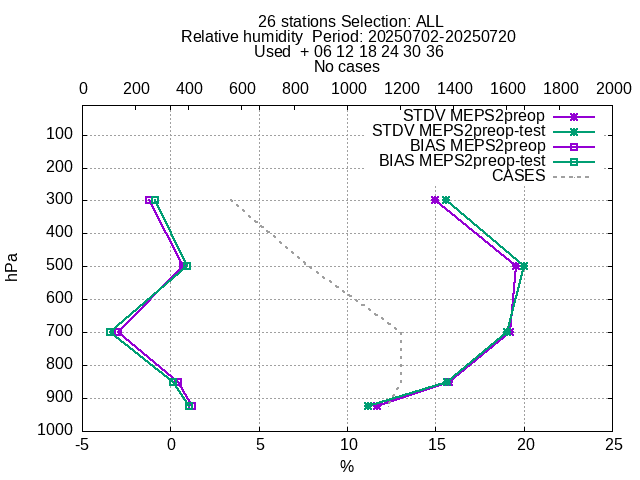 26 stations Selection: ALL
Relative humidity  Period: 20250702-20250720
Used  + 06 12 18 24 30 36
No cases
0 200 400 600 800 1000 1200 1400 1600 1800 2000
STDV MEPS2preop
STDV MEPS2preop-test
BIAS MEPS2preop
BIAS MEPS2preop-test
CASES
100
200
300
400
500
600
700
800
900
1000
hPa
-5 0 5 10 15 20 25
%